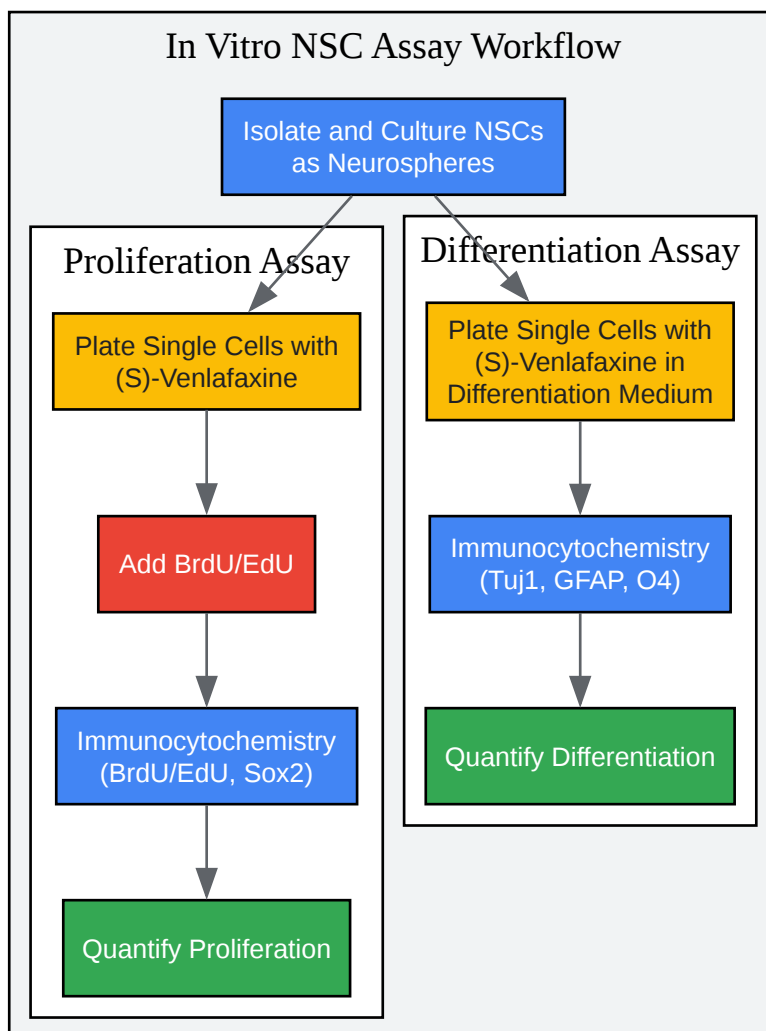 In Vitro NSC Assay Workflow
Isolate and Culture NSCs
as Neurospheres
Proliferation Assay
Plate Single Cells with
(S)-Venlafaxine
Add BrdU/EdU
Immunocytochemistry
(BrdU/EdU, Sox2)
Quantify Proliferation
Differentiation Assay
Plate Single Cells with
(S)-Venlafaxine in
Differentiation Medium
Immunocytochemistry
(Tuj1, GFAP, O4)
Quantify Differentiation